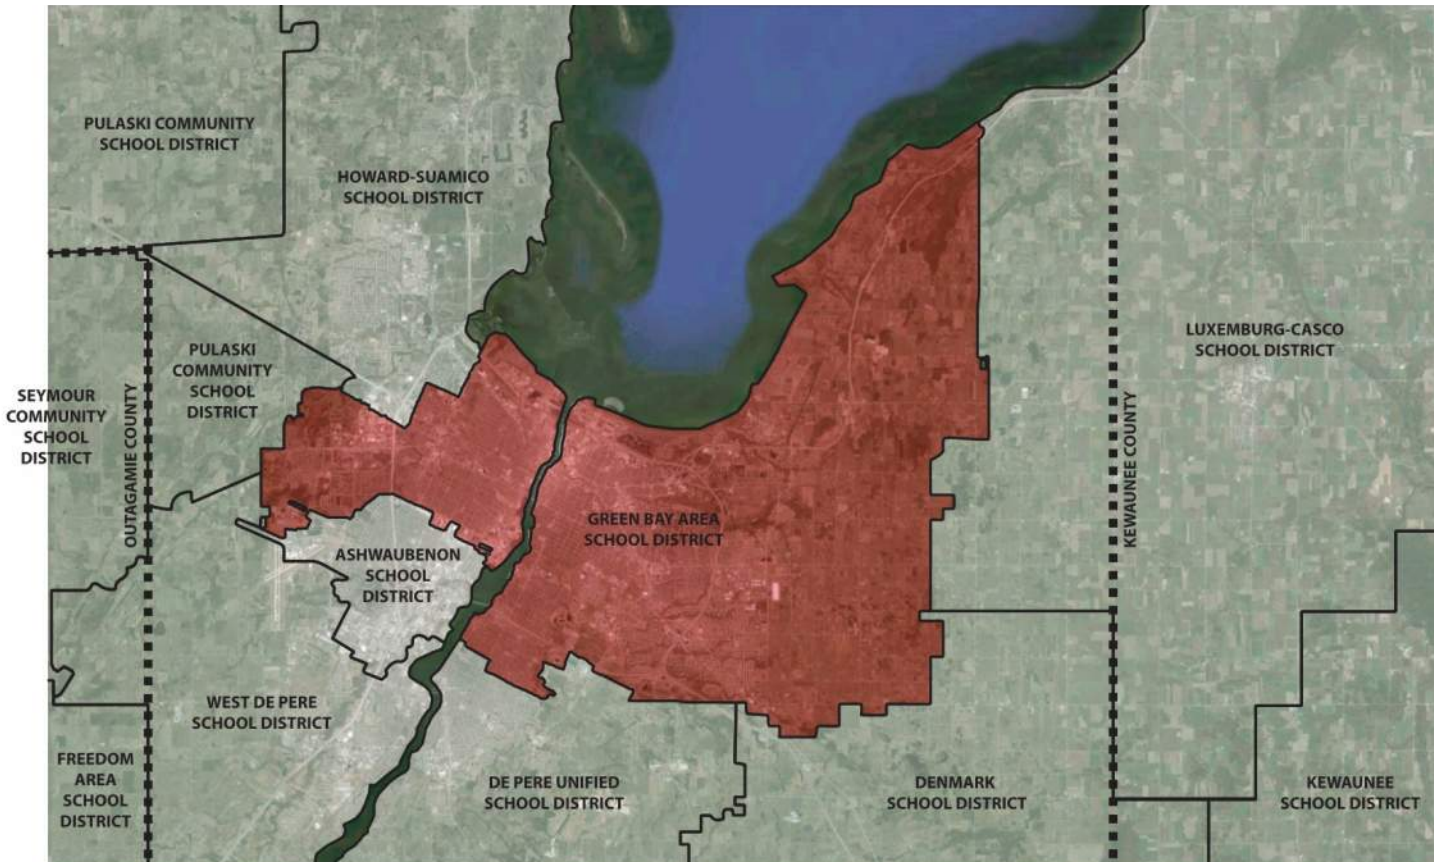 PULASKI COMMUNITY
SCHOOL DISTRICT
HOWARD-SUAMICO
SCHOOL DISTRICT
PULASKI
COMMUNITY
SCHOOL
DISTRICT
SEYMOUR
COMMUNITY
SCHOOL
DISTRICT
OUTAGAMIE COUNTY
LUXEMBURG-CASCO
SCHOOL DISTRICT
KEWAUNEE COUNTY
GREEN BAY AREA
SCHOOL DISTRICT
ASHWAUBENON
SCHOOL
DISTRICT
WEST DE PERE
SCHOOL DISTRICT
FREEDOM
AREA
SCHOOL
DISTRICT
DE PERE UNIFIED
SCHOOL DISTRICT
DENMARK
SCHOOL DISTRICT
KEWAUNEE
SCHOOL DISTRICT